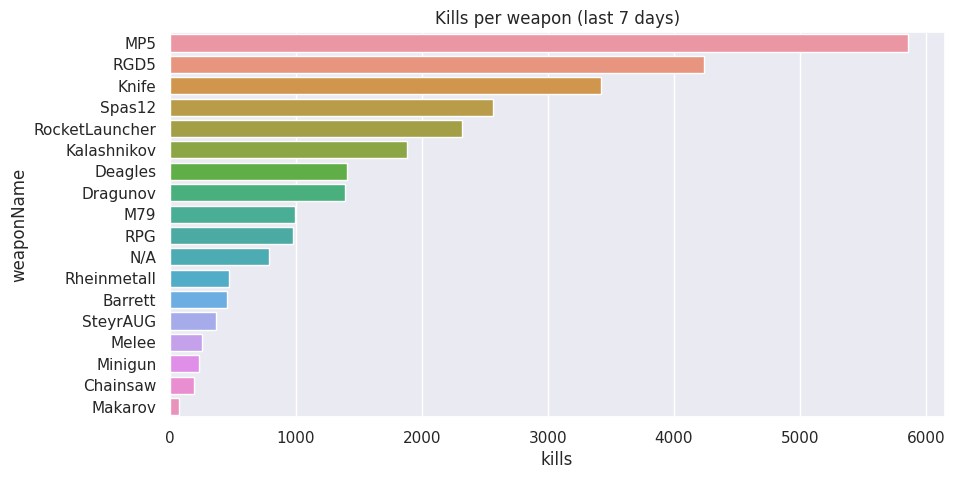 Kills per weapon (last 7 days)
weaponName
MP5
RGD5
Knife
Spas12
RocketLauncher
Kalashnikov
Deagles
Dragunov
M79
RPG
N/A
Rheinmetall
Barrett
SteyrAUG
Melee
Minigun
Chainsaw
Makarov
0 1000 2000 3000 4000 5000 6000
kills